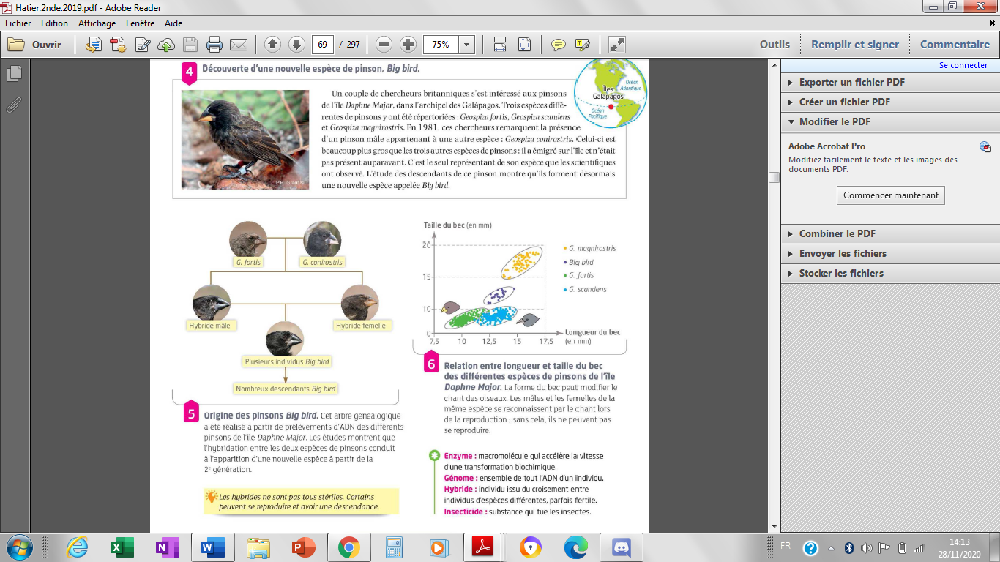 Hatier.2nde.2019.pdf - Adobe Reader
Fichier Edition Affichage Fenêtre Aide
Ouvrir 69 / 297 75% Outils Remplir et signer Commentaire
Se connecter
Exporter un fichier PDF
Créer un fichier PDF
Modifier le PDF
Adobe Acrobat Pro
Modifiez facilement le texte et les images des
documents PDF.
Commencer maintenant
Combiner le PDF
Envoyer les fichiers
Stocker les fichiers
4 Découverte d'une nouvelle espèce de pinson, Big bird.
Un couple de chercheurs britanniques s'est intéressé aux pinsons
de l'île Daphne Major, dans l'archipel des Galápagos. Trois espèces diffé-
rentes de pinsons y ont été répertoriées : Geospiza fortis, Geospiza scandens
et Geospiza magnirostris. En 1981, ces chercheurs remarquent la présence
d'un pinson mâle appartenant à une autre espèce : Geospiza conirostris. Celui-ci est
beaucoup plus gros que les trois autres espèces de pinsons : il a émigré sur l'île et n'était
pas présent auparavant. C'est le seul représentant de son espèce que les scientifiques
ont observé. L'étude des descendants de ce pinson montre qu'ils forment désormais
une nouvelle espèce appelée Big bird.
P.R. Grant ©
Océan
Atlantique
Îles
Galápagos
Océan
Pacifique
G. fortis
G. conirostris
Hybride mâle
Hybride femelle
Plusieurs individus Big bird
Nombreux descendants Big bird
5 Origine des pinsons Big bird. Cet arbre généalogique
a été réalisé à partir de prélèvements d'ADN des différents
pinsons de l'île Daphne Major. Les études montrent que
l'hybridation entre les deux espèces de pinsons conduit
à l'apparition d'une nouvelle espèce à partir de la
2e génération.
Les hybrides ne sont pas tous stériles. Certains
peuvent se reproduire et avoir une descendance.
Taille du bec (en mm)
20
15
10
0
7,5 10 12,5 15 17,5
Longueur du bec
(en mm)
G. magnirostris
Big bird
G. fortis
G. scandens
6 Relation entre longueur et taille du bec
des différentes espèces de pinsons de l'île
Daphne Major. La forme du bec peut modifier le
chant des oiseaux. Les mâles et les femelles de la
même espèce se reconnaissent par le chant lors
de la reproduction ; sans cela, ils ne peuvent pas
se reproduire.
Enzyme : macromolécule qui accélère la vitesse
d'une transformation biochimique.
Génome : ensemble de tout l'ADN d'un individu.
Hybride : individu issu du croisement entre
individus d'espèces différentes, parfois fertile.
Insecticide : substance qui tue les insectes.
FR
14:13
28/11/2020